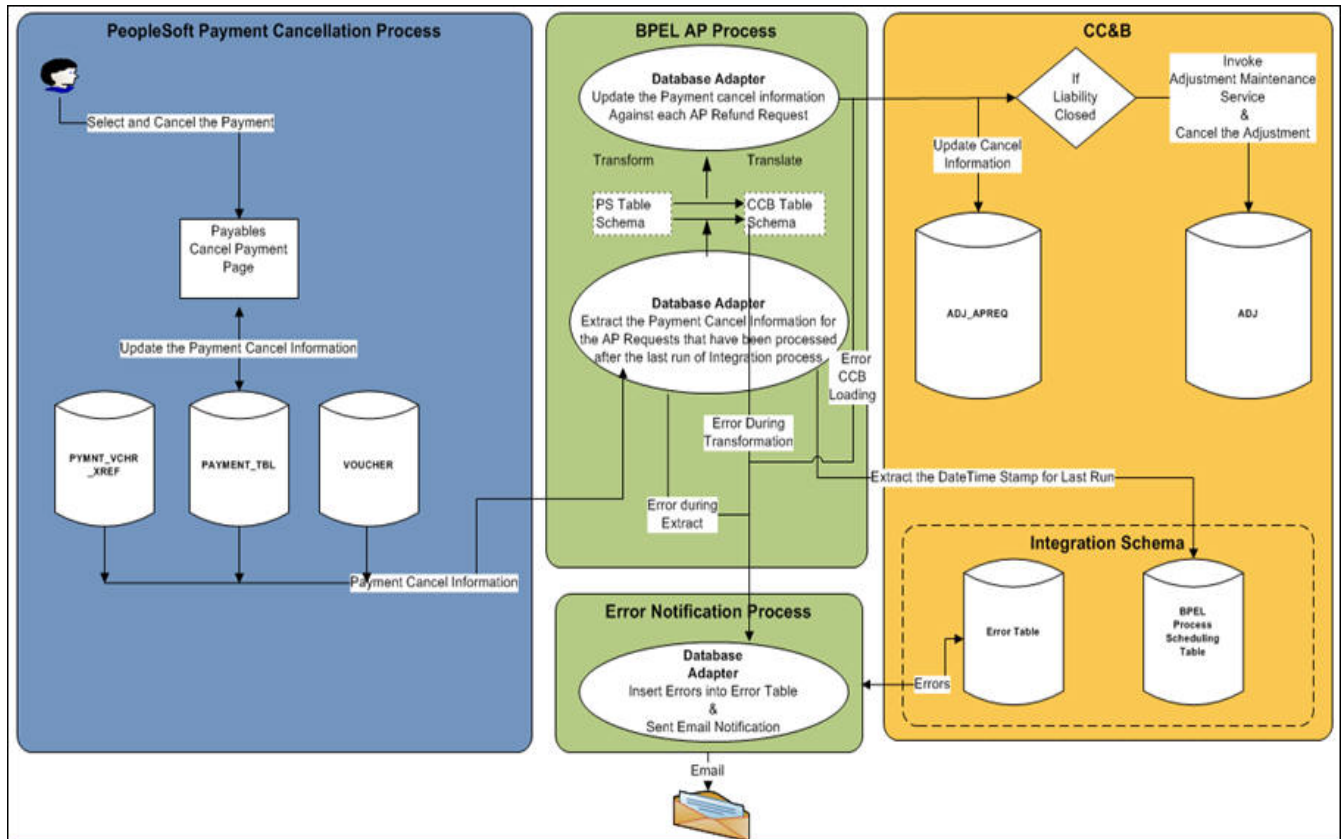 PeopleSoft Payment Cancellation Process
Select and Cancel the Payment
Payables
Cancel Payment
Page
Update the Payment Cancel Information
PYMNT_VCHR
_XREF
PAYMENT_TBL
VOUCHER
Payment Cancel Information
BPEL AP Process
Database Adapter
Update the Payment cancel information
Against each AP Refund Request
Transform
Translate
PS Table
Schema
CCB Table
Schema
Database Adapter
Extract the Payment Cancel Information for
the AP Requests that have been processed
after the last run of Integration process
Error
CCB
Loading
Error During
Transformation
Error during
Extract
Error Notification Process
Database
Adapter
Insert Errors into Error Table
&
Sent Email Notification
Email
CC&B
If
Liability
Closed
Invoke
Adjustment Maintenance
Service
&
Cancel the Adjustment
Update Cancel
Information
ADJ_APREQ
ADJ
Extract the DateTime Stamp for Last Run
Integration Schema
Error Table
BPEL
Process
Scheduling
Table
Errors